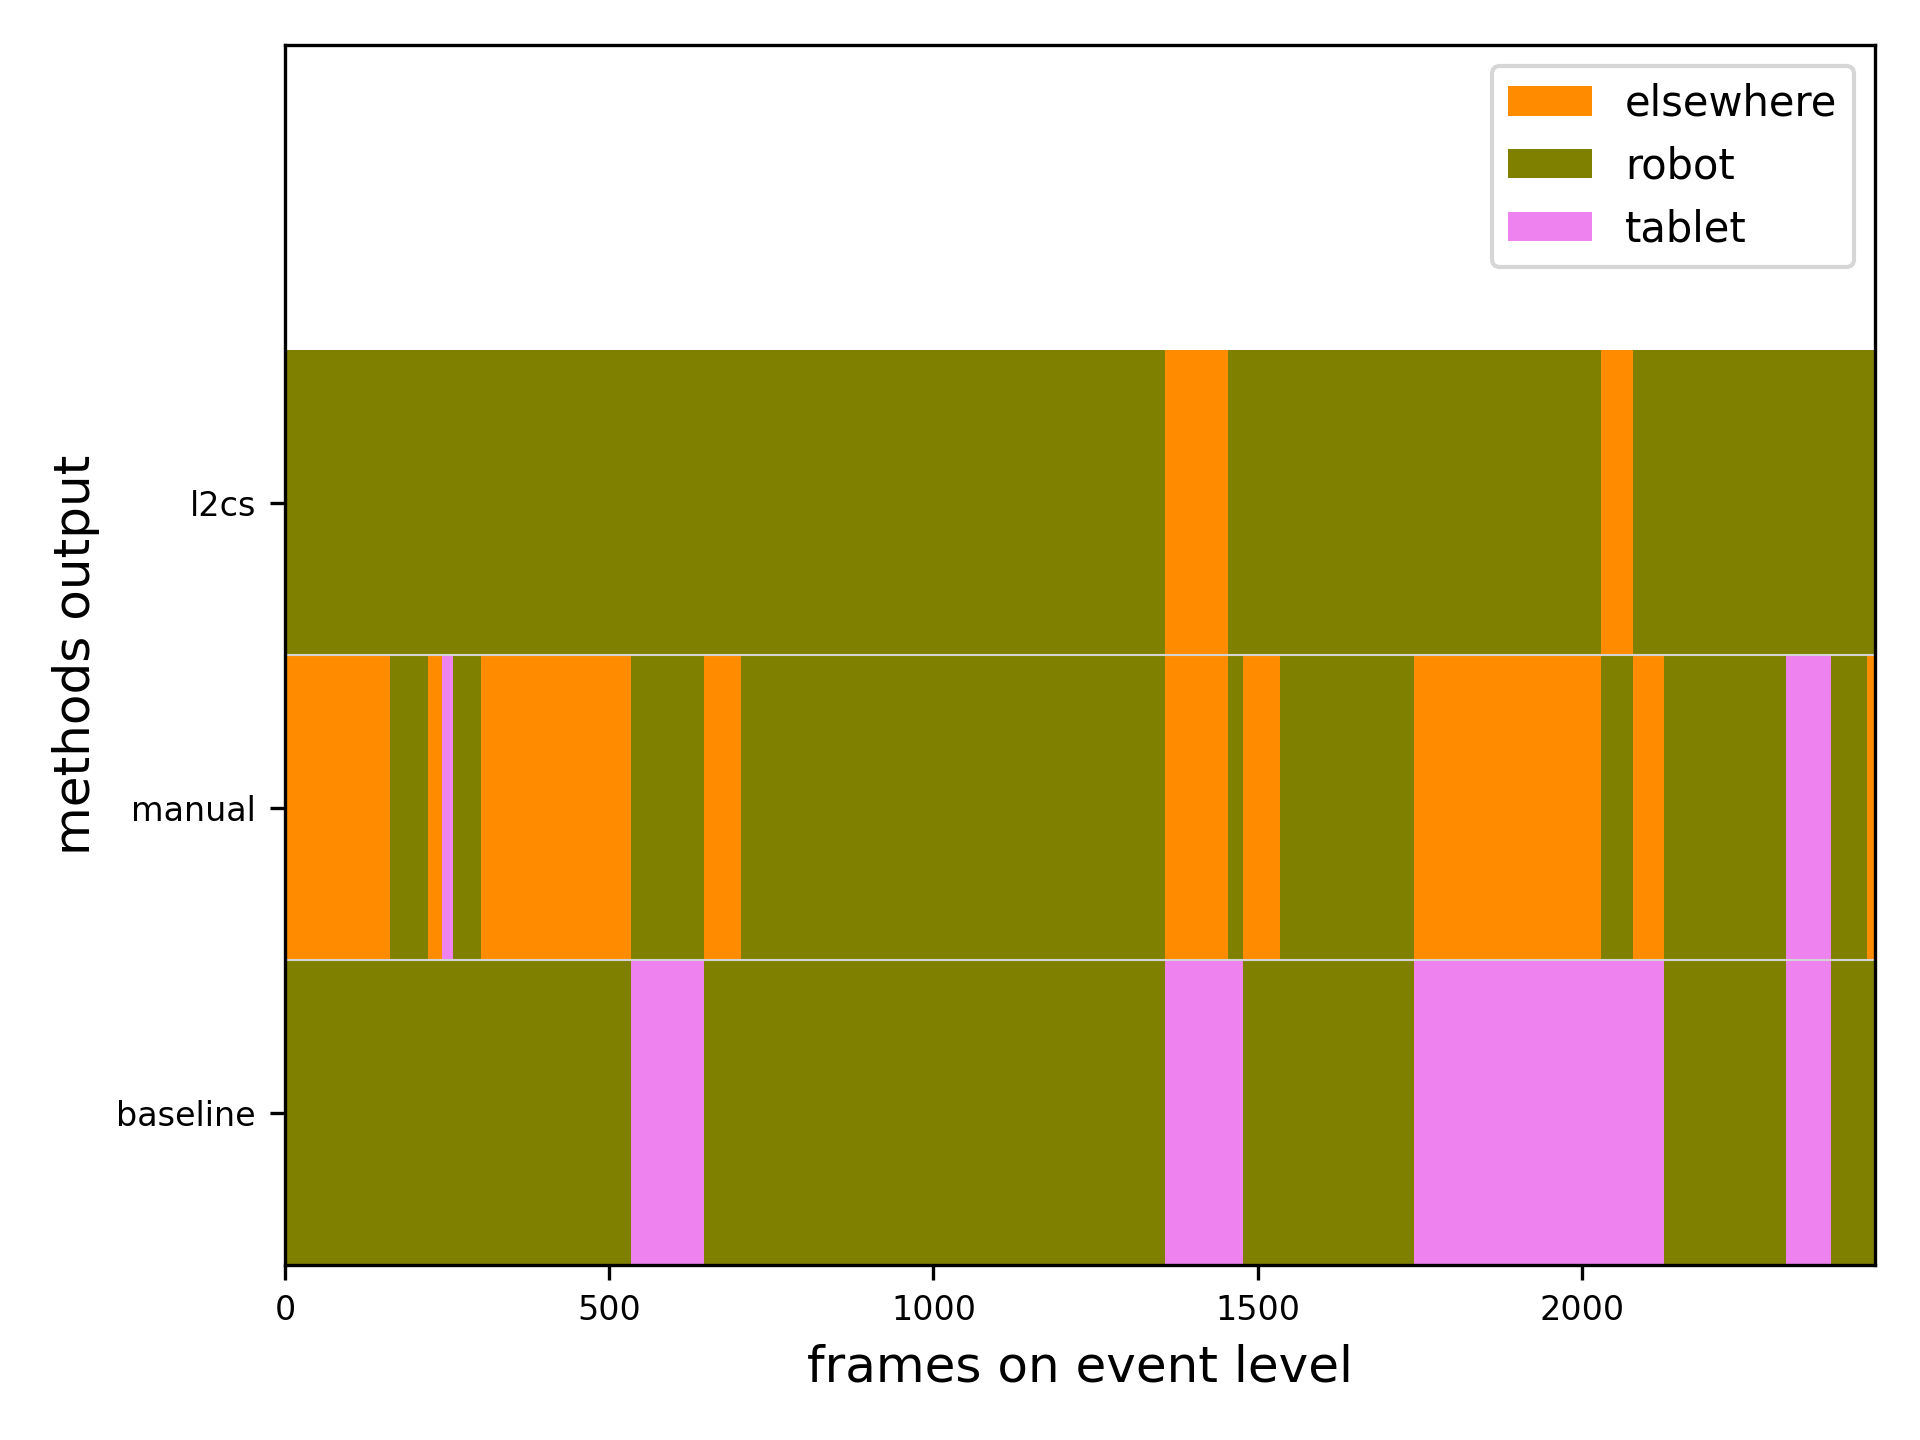 elsewhere
robot
tablet
methods output
l2cs
manual
baseline
0 500 1000 1500 2000
frames on event level